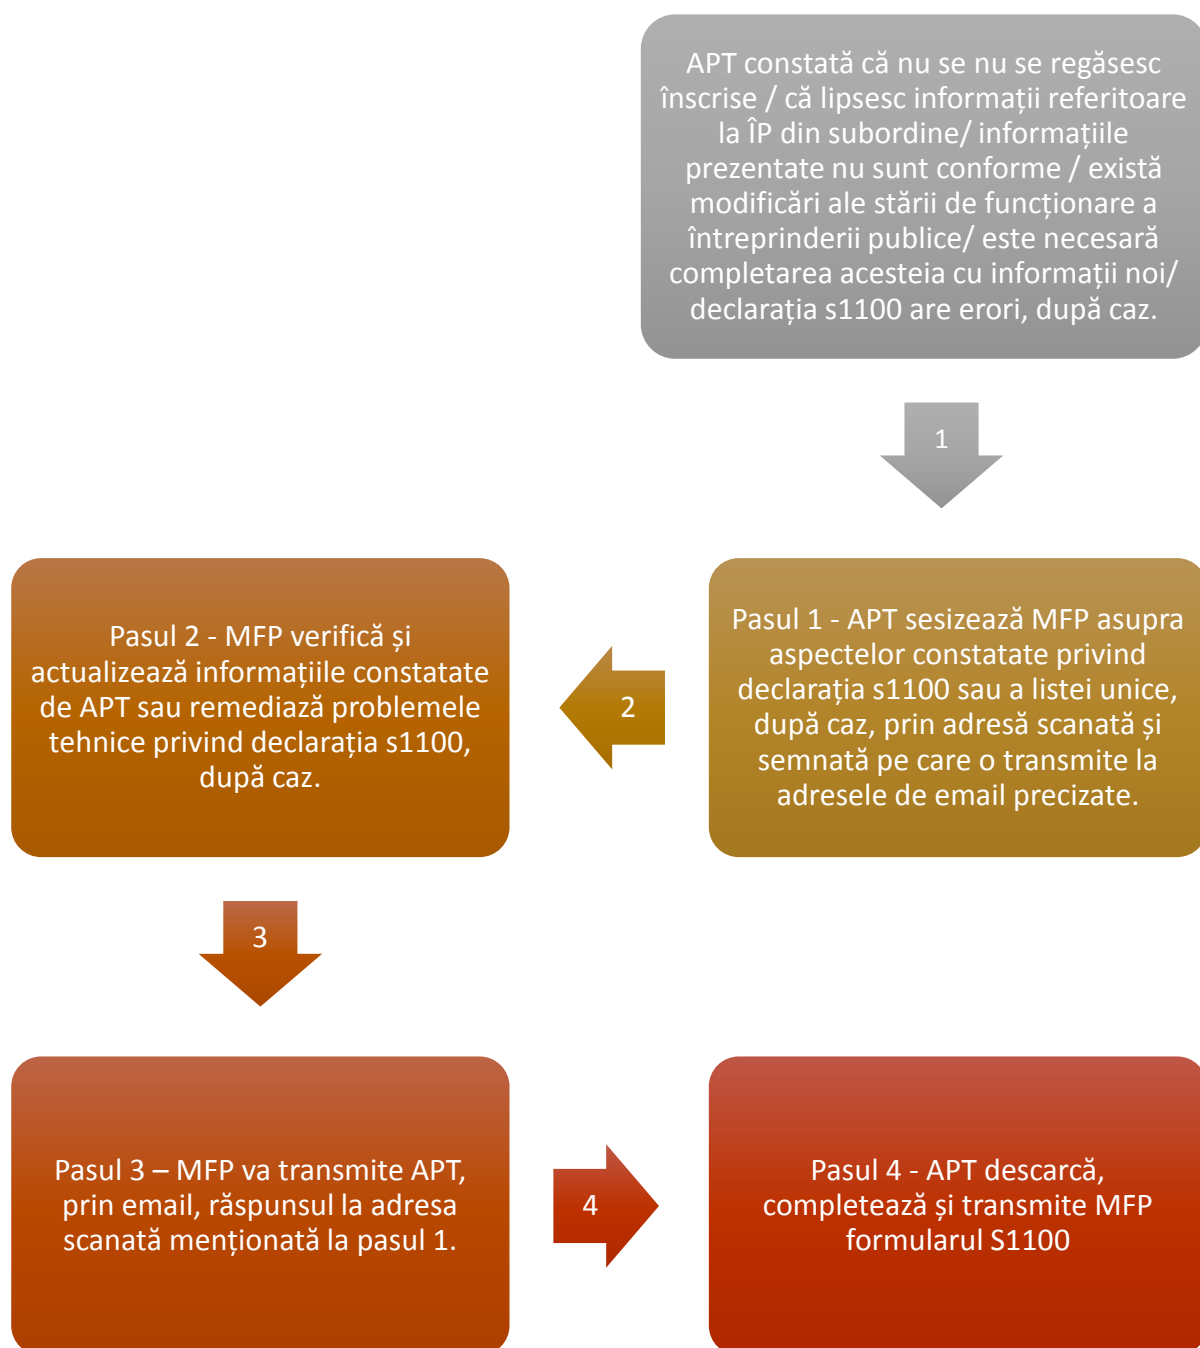 APT constată că nu se nu se regăsesc
înscrise / că lipsesc informații referitoare
la ÎP din subordine/ informațiile
prezentate nu sunt conforme / există
modificări ale stării de funcționare a
întreprinderii publice/ este necesară
completarea acesteia cu informații noi/
declarația s1100 are erori, după caz.
1
Pasul 1 - APT sesizează MFP asupra
aspectelor constatate privind
declarația s1100 sau a listei unice,
după caz, prin adresă scanată și
semnată pe care o transmite la
adresele de email precizate.
2
Pasul 2 - MFP verifică și
actualizează informațiile constatate
de APT sau remediază problemele
tehnice privind declarația s1100,
după caz.
3
Pasul 3 – MFP va transmite APT,
prin email, răspunsul la adresa
scanată menționată la pasul 1.
4
Pasul 4 - APT descarcă,
completează și transmite MFP
formularul S1100